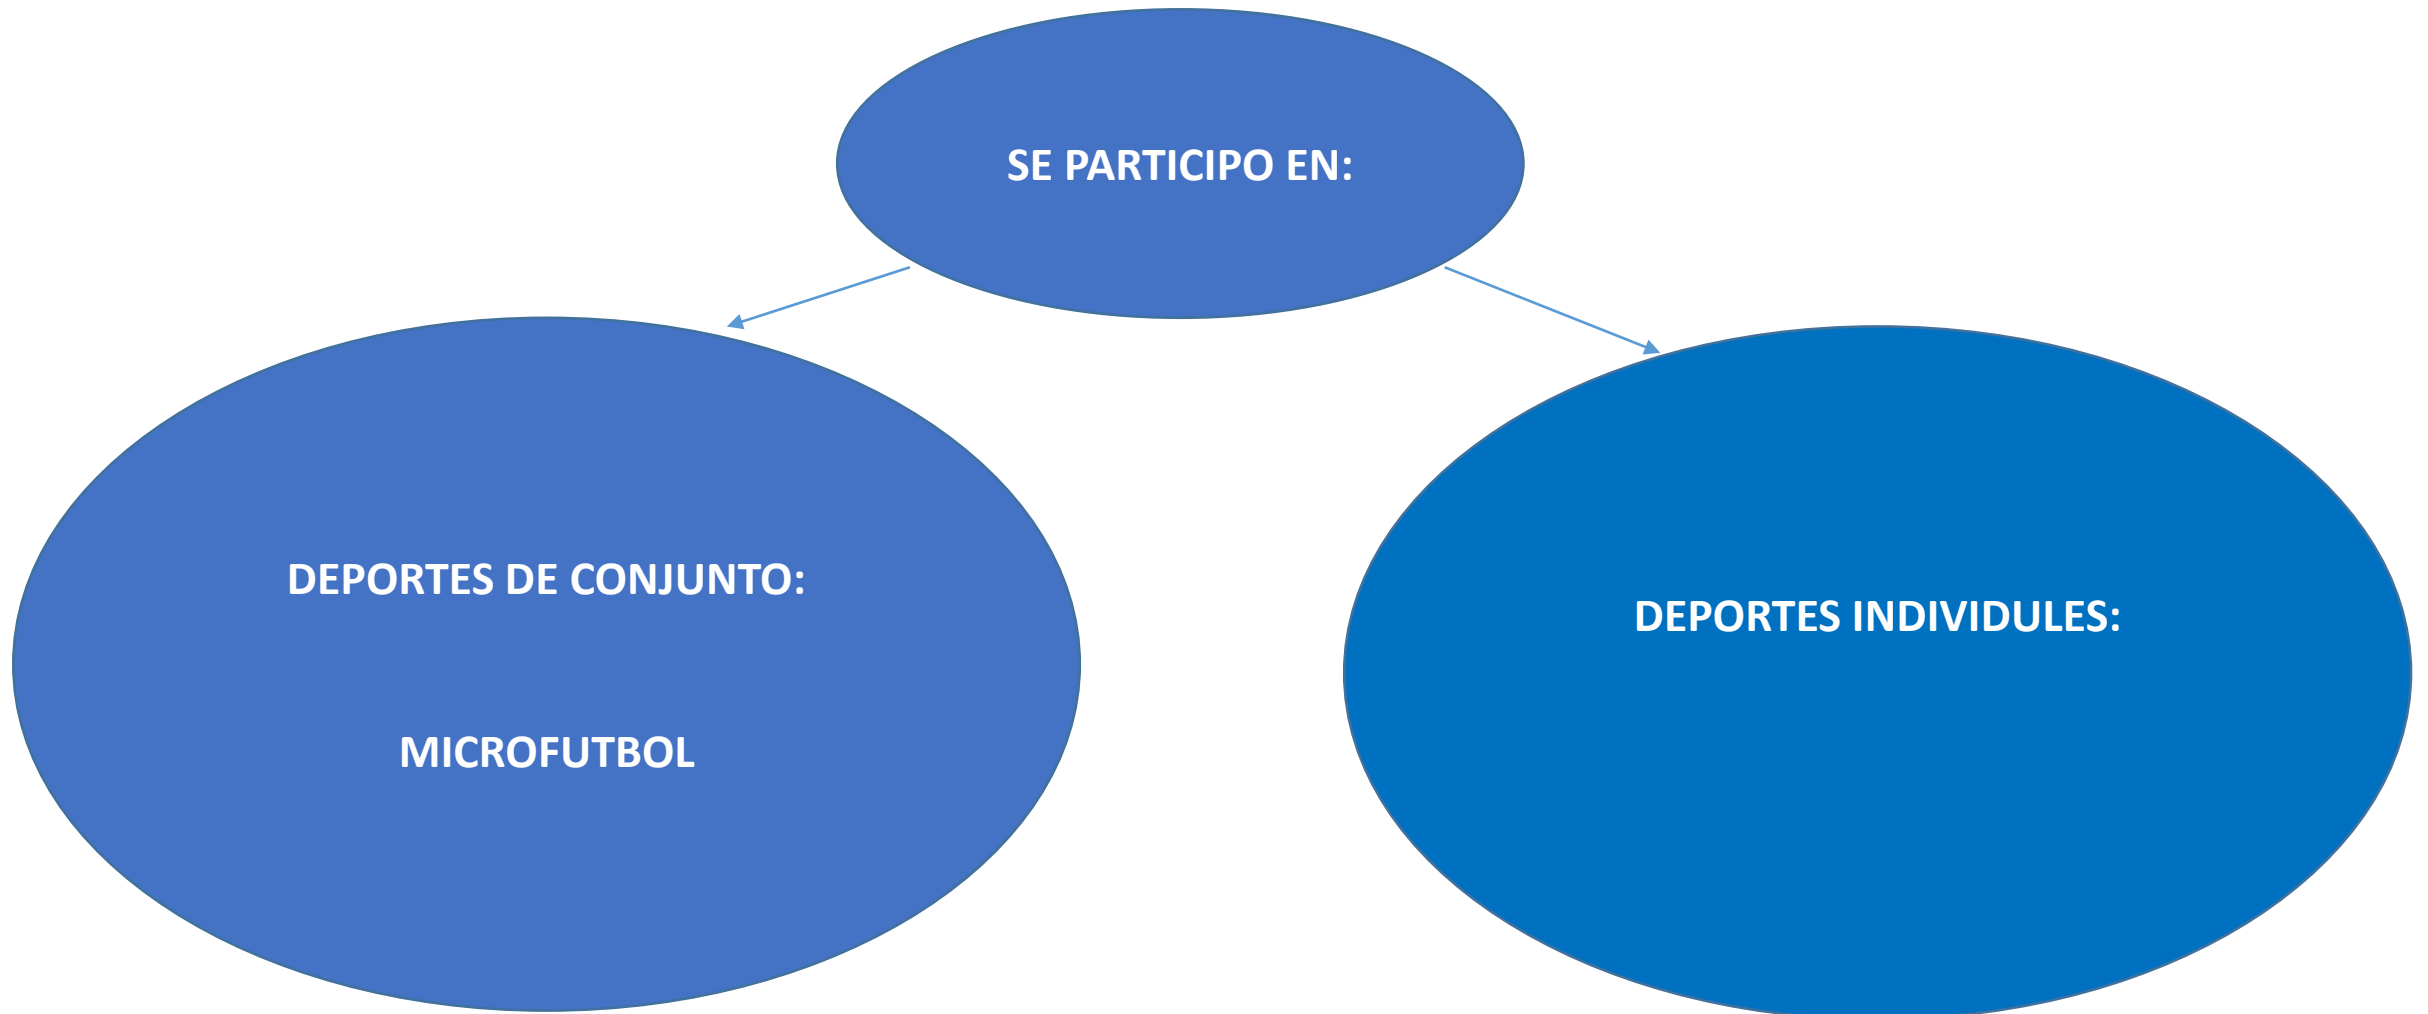 SE PARTICIPO EN:
DEPORTES DE CONJUNTO:
MICROFUTBOL
DEPORTES INDIVIDULES: